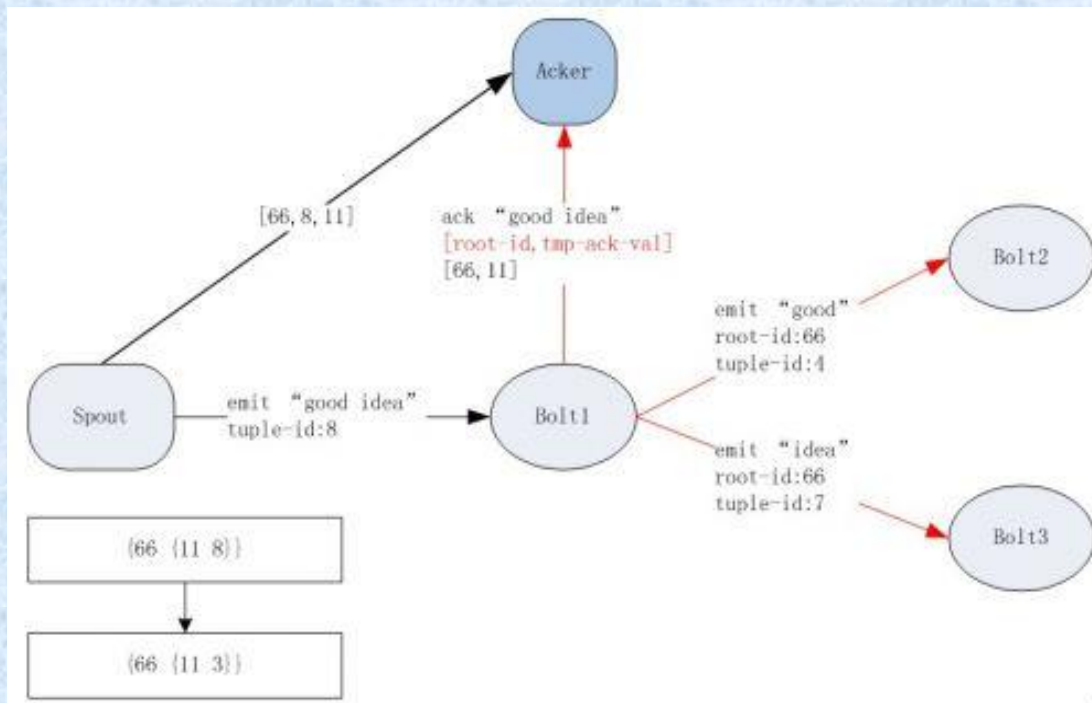 Acker
[66,8,11]
ack “good idea”
[root-id,tmp-ack-val]
[66,11]
Bolt2
emit “good”
root-id:66
tuple-id:4
Spout
emit “good idea”
tuple-id:8
Bolt1
emit “idea”
root-id:66
tuple-id:7
Bolt3
{66 {11 8}}
{66 {11 3}}